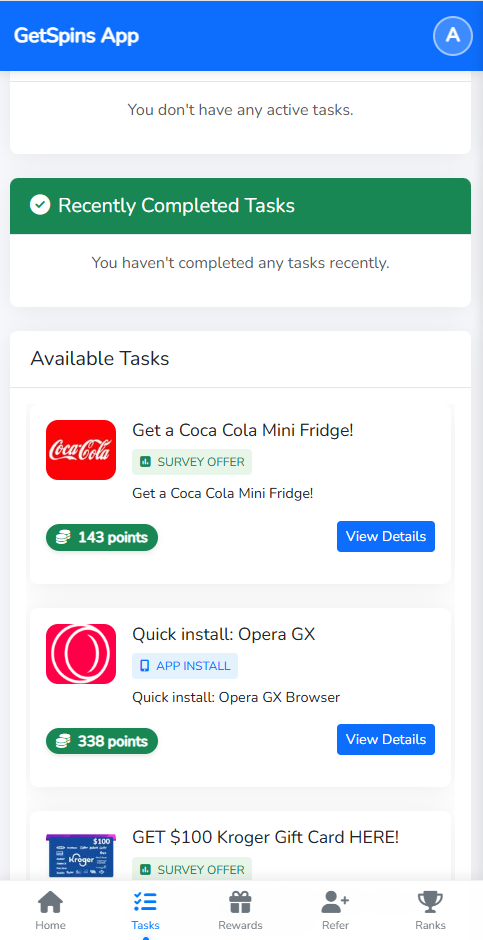 GetSpins App
A
You don't have any active tasks.
Recently Completed Tasks
You haven't completed any tasks recently.
Available Tasks
Coca-Cola
Get a Coca Cola Mini Fridge!
SURVEY OFFER
Get a Coca Cola Mini Fridge!
143 points
View Details
Quick install: Opera GX
APP INSTALL
Quick install: Opera GX Browser
338 points
View Details
$100
Kroger
GET $100 Kroger Gift Card HERE!
SURVEY OFFER
Home
Tasks
Rewards
Refer
Ranks